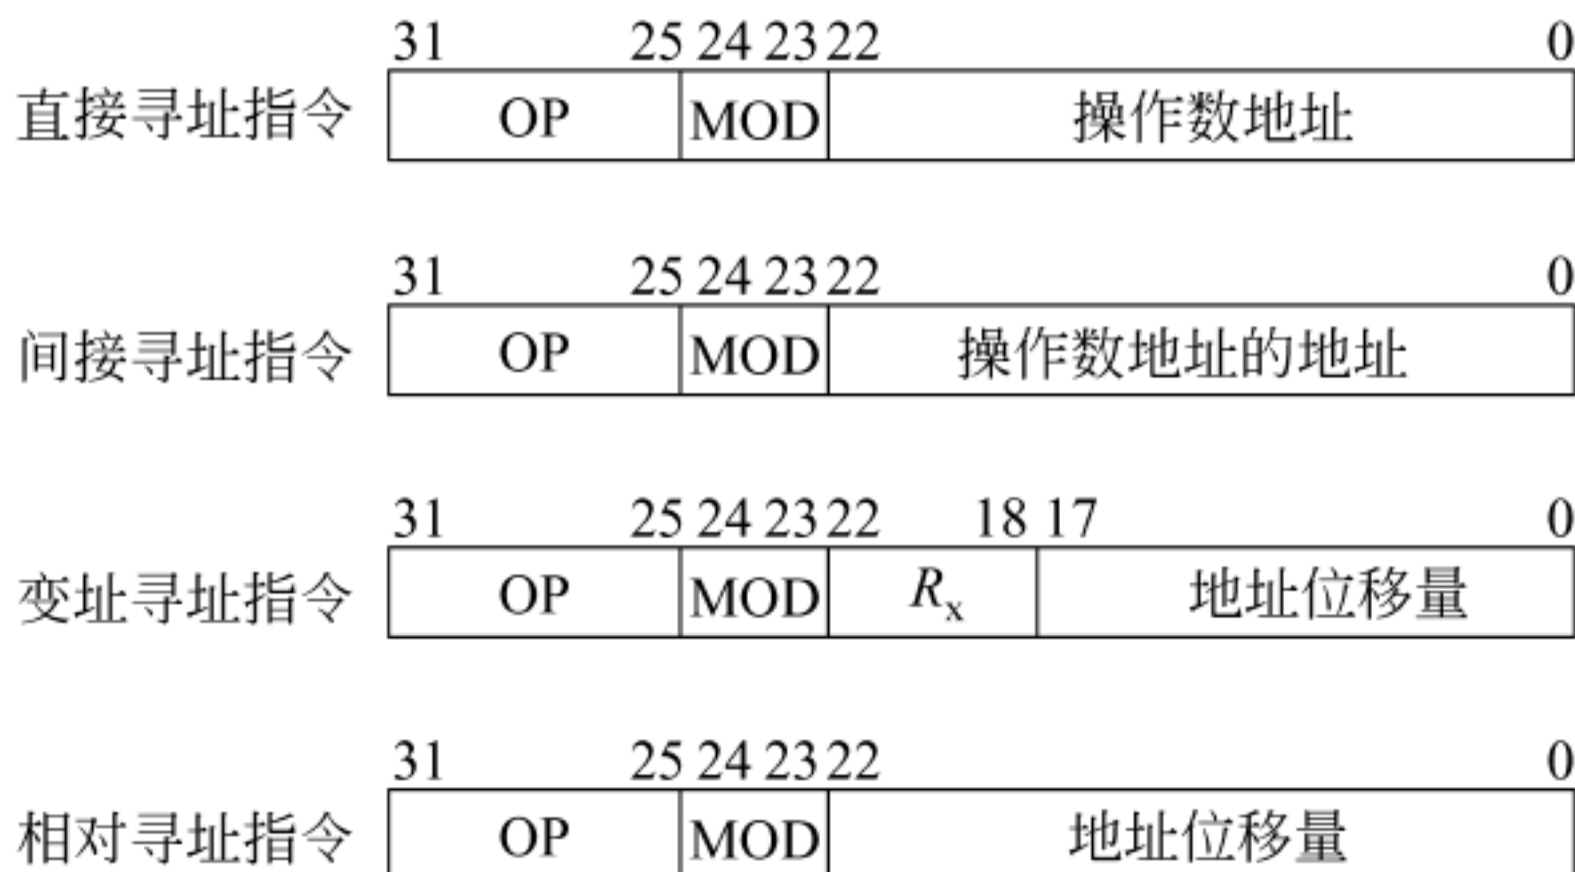 31 25 24 23 22 0
直接寻址指令 OP MOD 操作数地址
31 25 24 23 22 0
间接寻址指令 OP MOD 操作数地址的地址
31 25 24 23 22 18 17 0
变址寻址指令 OP MOD Rx 地址位移量
31 25 24 23 22 0
相对寻址指令 OP MOD 地址位移量